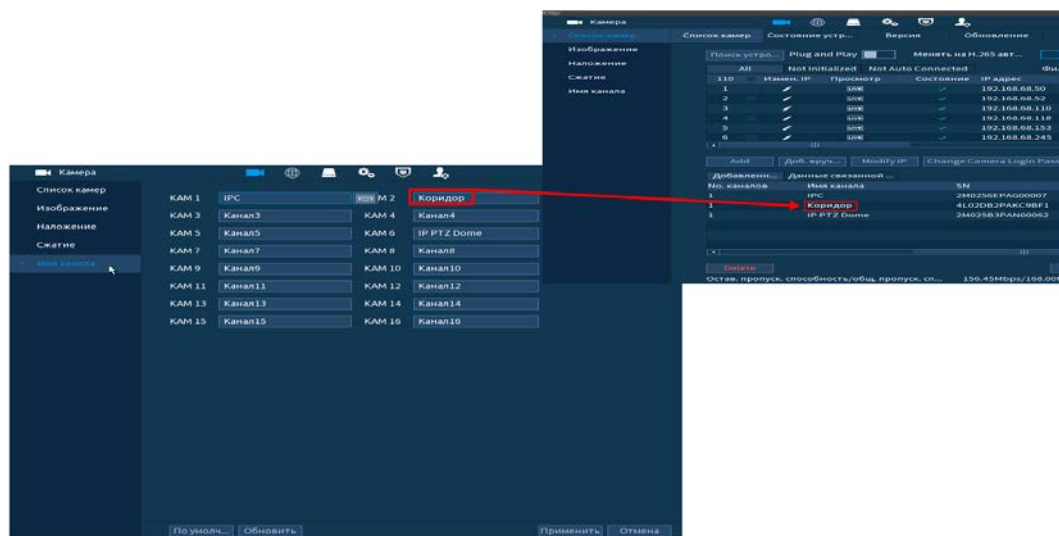 Камера
Список камер
Изображение
Наложение
Сжатие
Имя канала
Список камер Состояние устр... Версия Обновление
Поиск устро... Plug and Play Менять на H.265 авт...
All Not Initialized Not Auto Connected
110 Измен. IP Просмотр Состояние IP адрес
1 LIVE 192.168.68.50
2 LIVE 192.168.68.52
3 LIVE 192.168.68.110
4 LIVE 192.168.68.118
5 LIVE 192.168.68.153
6 LIVE 192.168.68.245
Add Доб. вруч... Modify IP Change Camera Login Pass
Добавленн... Данные связанной ...
No. каналов Имя канала SN
1 IPC 2M0256EPAG00007
1 Коридор 4L02DB2PAKC9BF1
1 IP PTZ Dome 2M025B3PAN00062
Delete
Остав. пропуск. способность/общ. пропуск. сп... 156.45Mbps/168.00
Камера
Список камер
Изображение
Наложение
Сжатие
Имя канала
КАМ 1 IPC М 2 Коридор
КАМ 3 Канал3 КАМ 4 Канал4
КАМ 5 Канал5 КАМ 6 IP PTZ Dome
КАМ 7 Канал7 КАМ 8 Канал8
КАМ 9 Канал9 КАМ 10 Канал10
КАМ 11 Канал11 КАМ 12 Канал12
КАМ 13 Канал13 КАМ 14 Канал14
КАМ 15 Канал15 КАМ 16 Канал16
По умолч... Обновить Применить Отмена